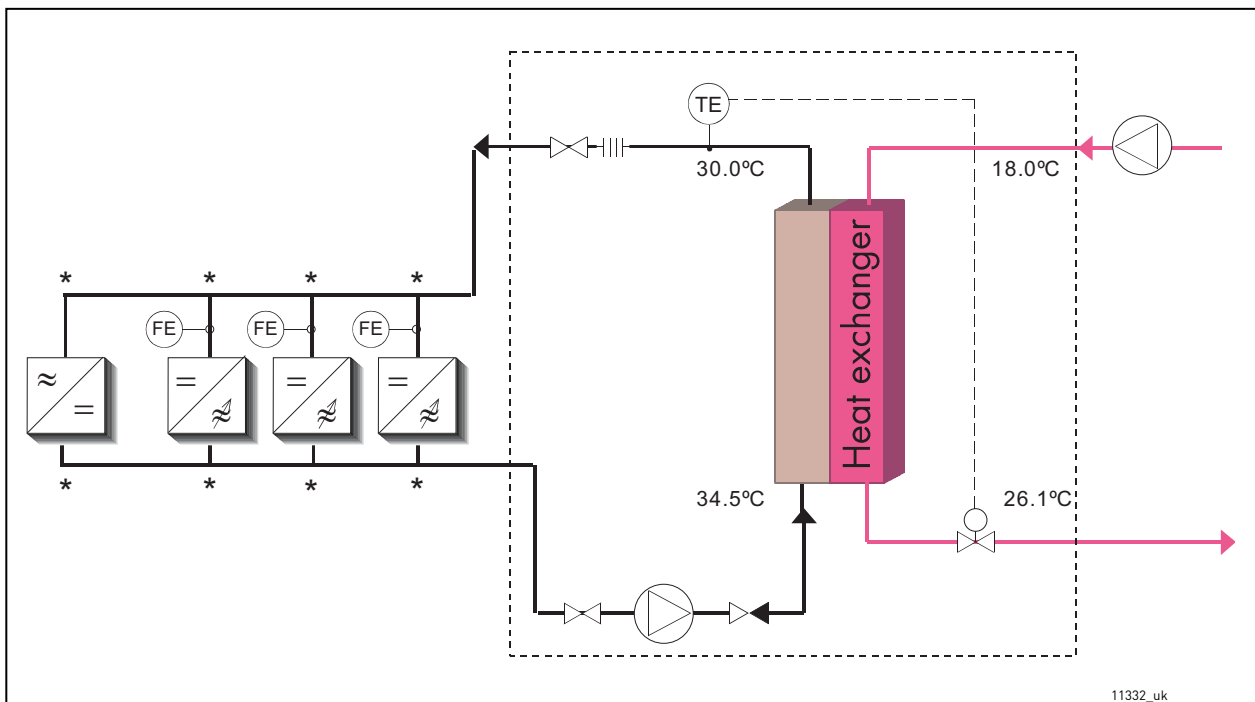 TE
30.0ºC
18.0ºC
* * * *
FE FE FE
≈ = = =
= ≈ ≈ ≈
* * * *
Heat exchanger
34.5ºC
26.1ºC
11332_uk